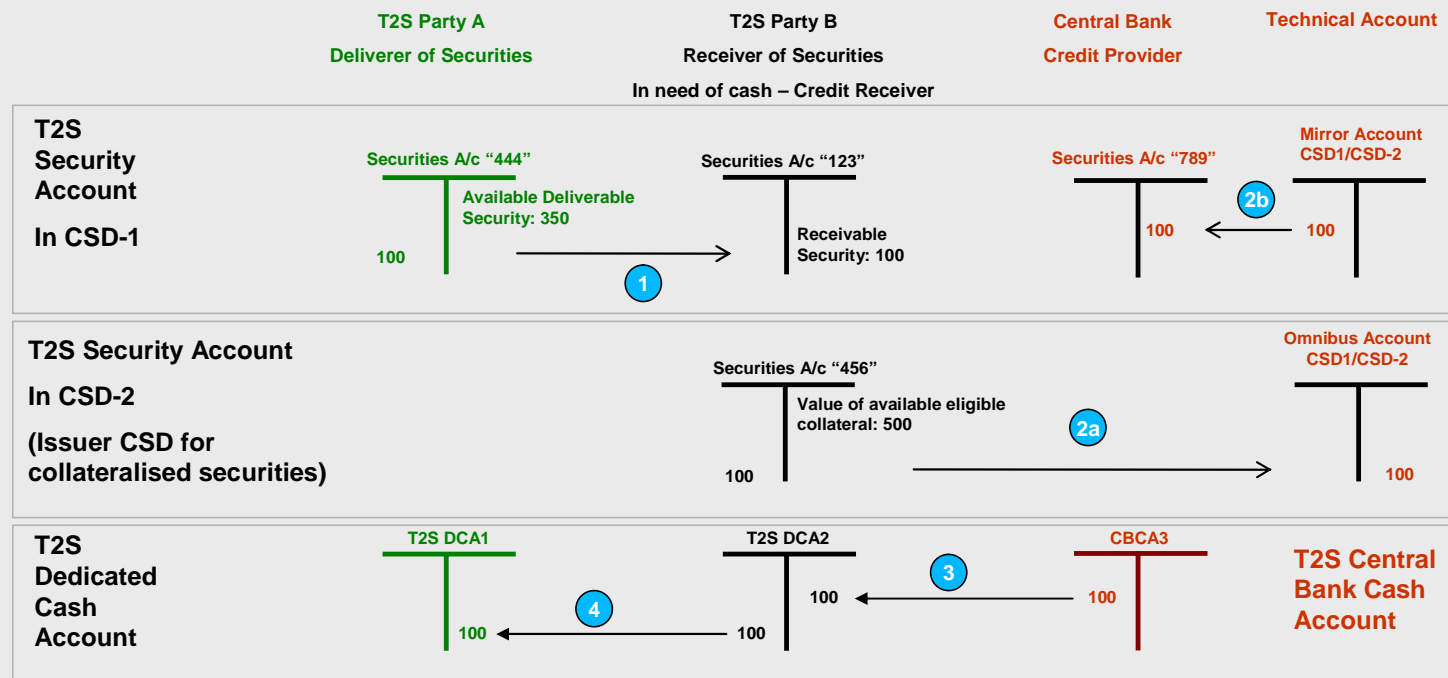 T2S Party A
Deliverer of Securities
T2S Party B
Receiver of Securities
In need of cash – Credit Receiver
Central Bank
Credit Provider
Technical Account
T2S
Security
Account
In CSD-1
Securities A/c “444”
Available Deliverable
Security: 350
100
1
Securities A/c “123”
Receivable
Security: 100
Securities A/c “789”
100
2b
Mirror Account
CSD1/CSD-2
100
T2S Security Account
In CSD-2
(Issuer CSD for
collateralised securities)
Securities A/c “456”
Value of available eligible
collateral: 500
100
2a
Omnibus Account
CSD1/CSD-2
100
T2S
Dedicated
Cash
Account
T2S DCA1
100
4
T2S DCA2
100
100
3
CBCA3
100
T2S Central
Bank Cash
Account